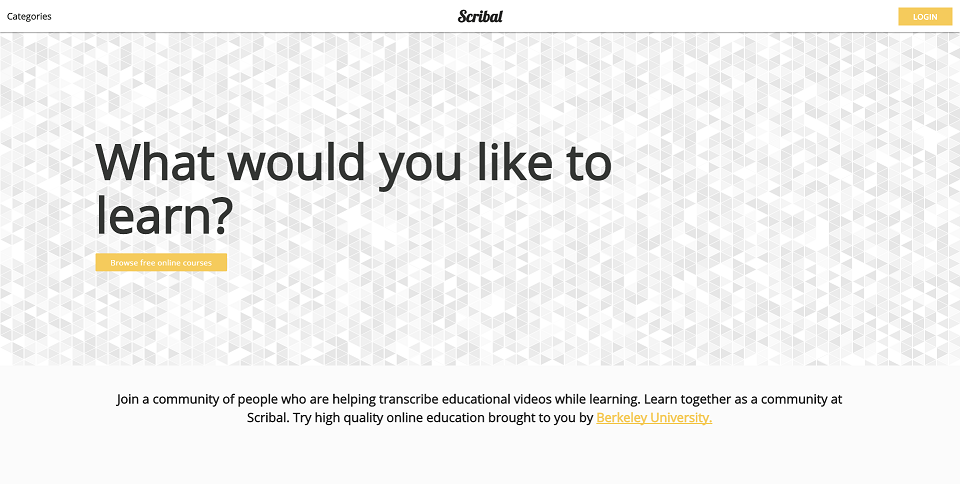 Categories
Scribal
LOGIN
What would you like to
learn?
Browse free online courses
Join a community of people who are helping transcribe educational videos while learning. Learn together as a community at
Scribal. Try high quality online education brought to you by Berkeley University.